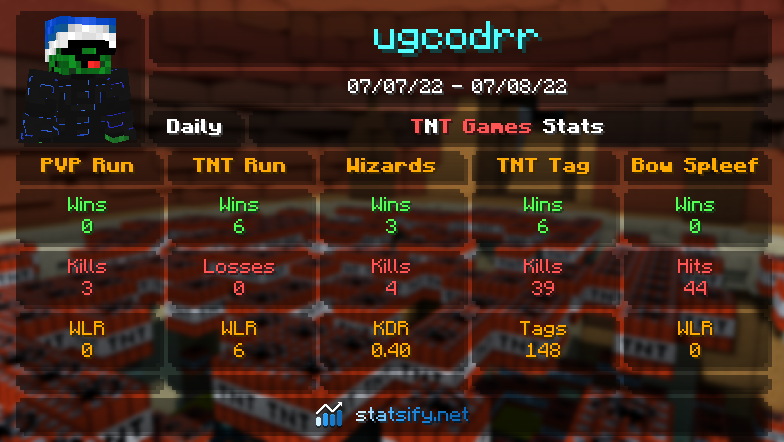 ugcodrr
07/07/22 - 07/08/22
Daily TNT Games Stats
PVP Run TNT Run Wizards TNT Tag Bow Spleef
Wins Wins Wins Wins Wins
0 6 3 6 0
Kills Losses Kills Kills Hits
3 0 4 39 44
WLR WLR KDR Tags WLR
0 6 0.40 148 0
statsify.net